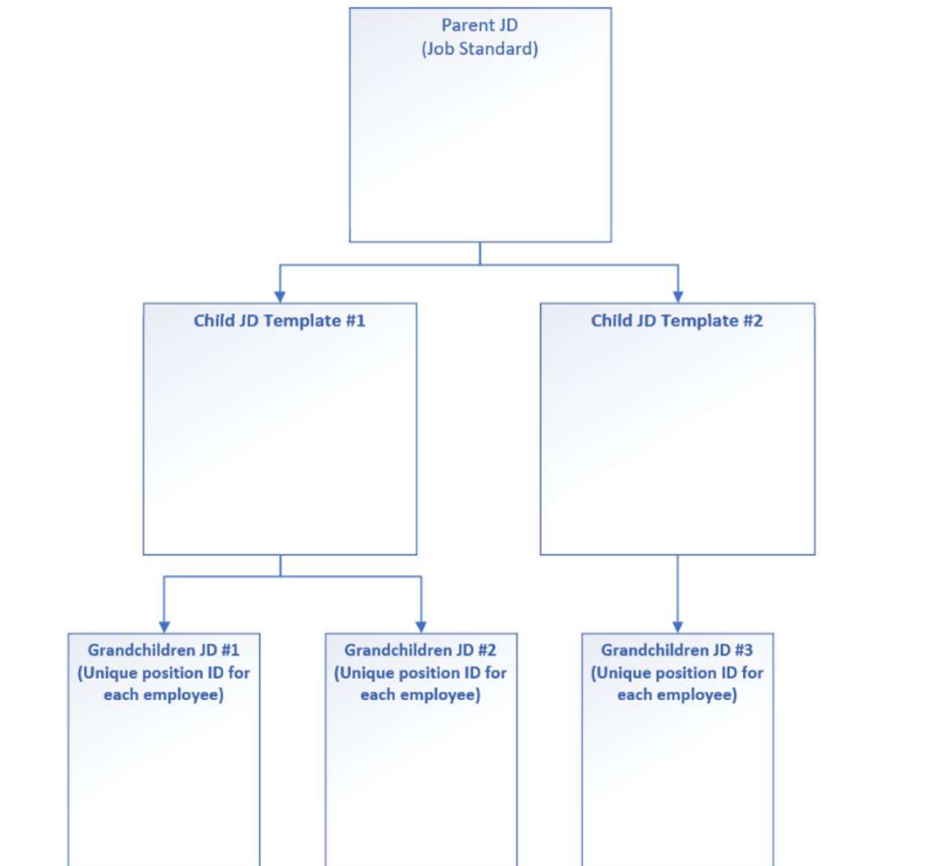 Parent JD
(Job Standard)
Child JD Template #1
Child JD Template #2
Grandchildren JD #1
(Unique position ID for
each employee)
Grandchildren JD #2
(Unique position ID for
each employee)
Grandchildren JD #3
(Unique position ID for
each employee)